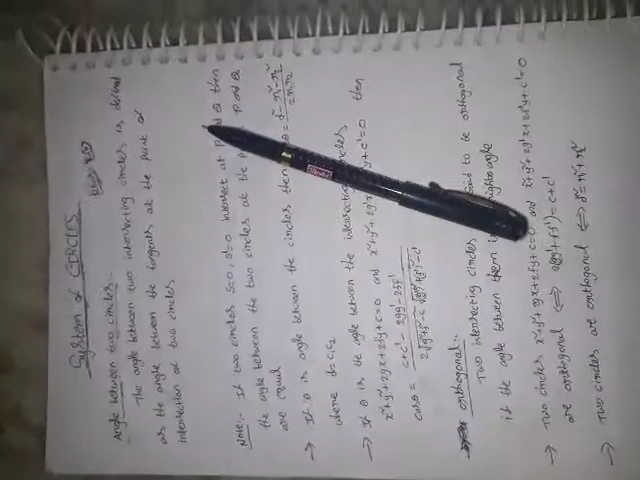 System of Circles
Angle between two circles:-
The angle between two intersecting circles is defined
as the angle between the tangents at the point of
intersection of two circles
Note:- If two circles S=0, S'=0 intersect at P and Q then
the angle between the two circles at the P and Q
are equal
→ If θ is angle between the circles then θ = d²-r₁²-r₂² / 2r₁r₂
where d=c₁c₂
→ If θ is the angle between the intersecting circles
x²+y²+2gx+2fy+c=0 and x²+y²+2g'x y+c'=0 then
cosθ = c+c'-2gg'-2ff' / 2√g²+f²-c √g'²+f'²-c'
orthogonal:-
Two intersecting circles said to be orthogonal
if the angle between them is right angle
→ Two circles x²+y²+2gx+2fy+c=0 and x²+y²+2g'x+2f'y+c'=0
are orthogonal ⟺ 2(gg'+ff')=c+c'
→ Two circles are orthogonal ⟺ d²=r₁²+r₂²